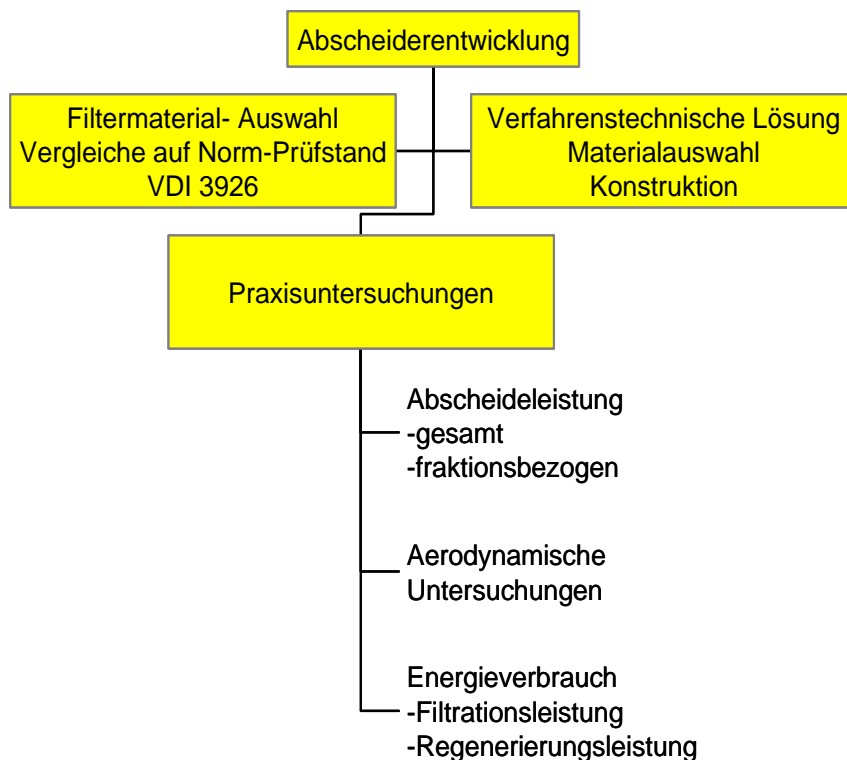 Abscheiderentwicklung
Filtermaterial- Auswahl
Vergleiche auf Norm-Prüfstand
VDI 3926
Verfahrenstechnische Lösung
Materialauswahl
Konstruktion
Praxisuntersuchungen
Abscheideleistung
-gesamt
-fraktionsbezogen
Aerodynamische
Untersuchungen
Energieverbrauch
-Filtrationsleistung
-Regenerierungsleistung